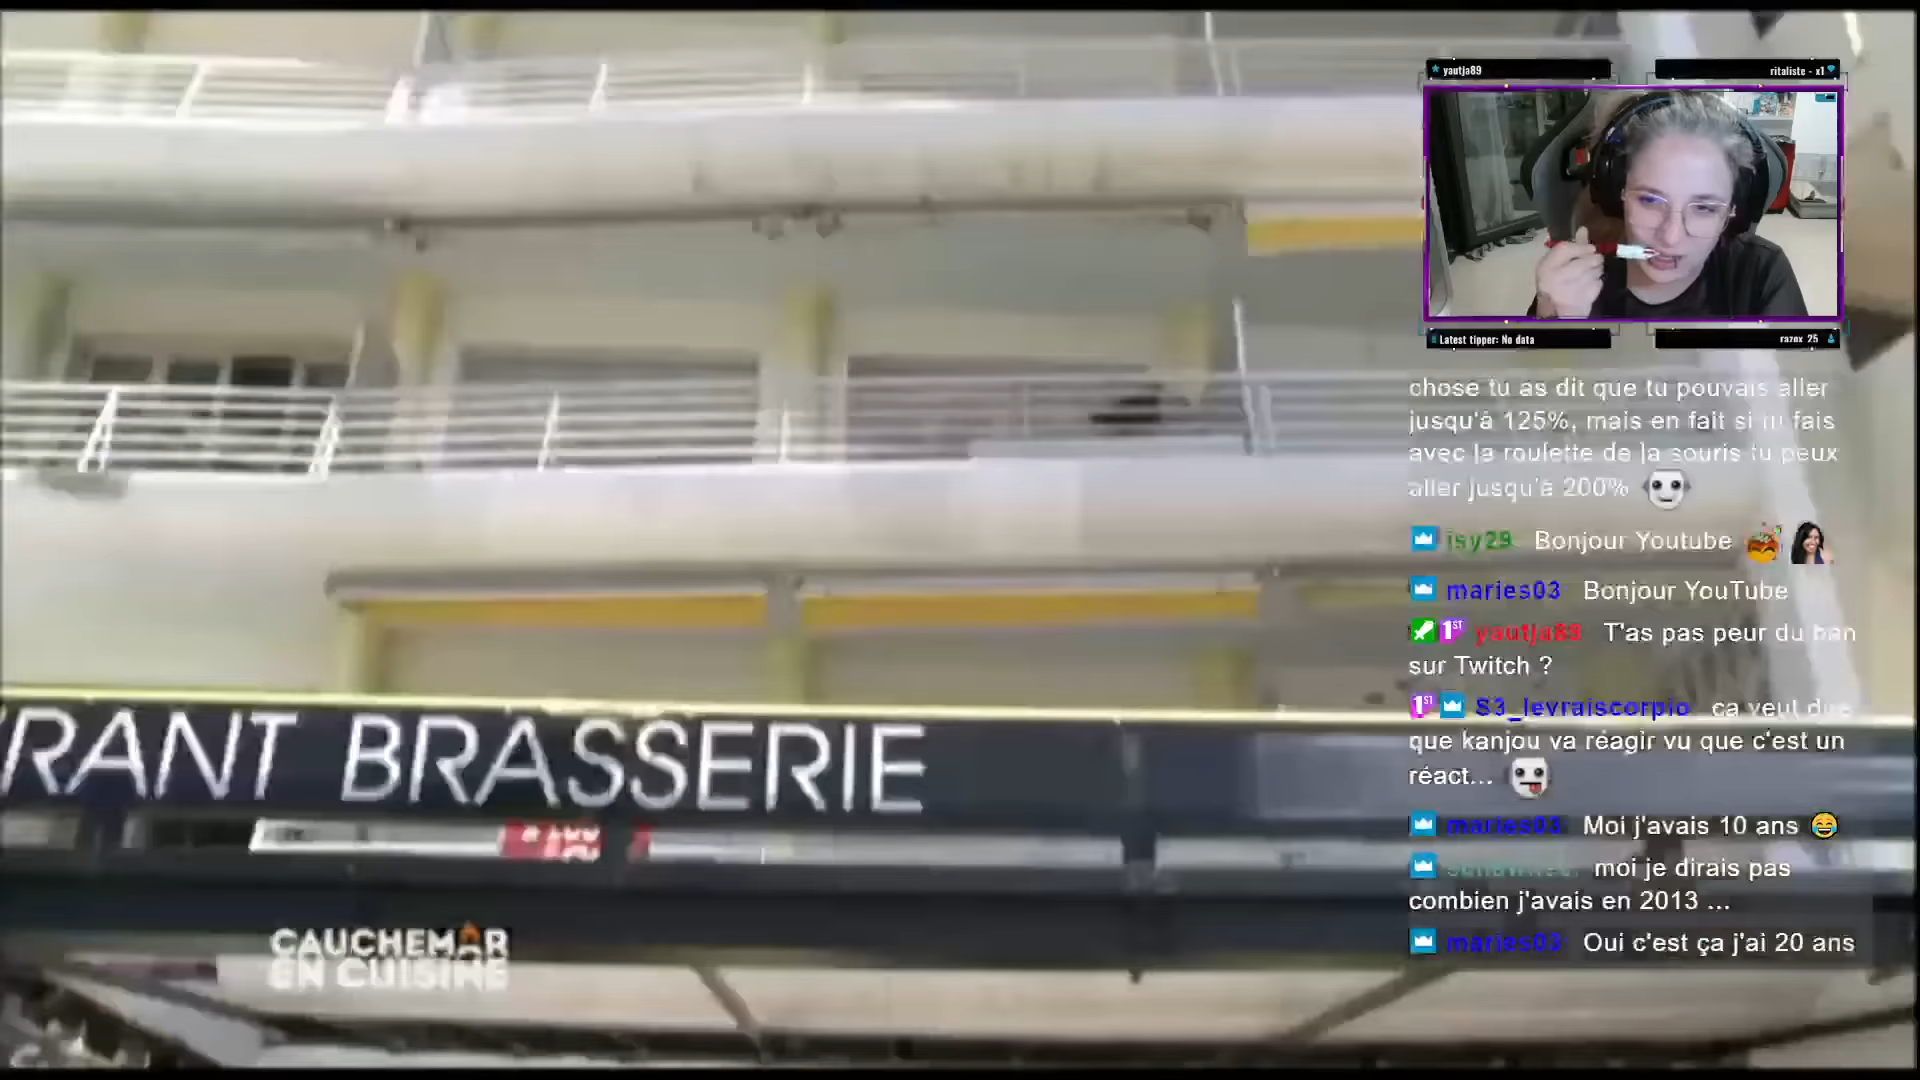 yautja89
ritaliste - x1
Latest tipper: No data
razox_25
chose tu as dit que tu pouvais aller
jusqu'à 125%, mais en fait si tu fais
avec la roulette de la souris tu peux
aller jusqu'à 200%
isy29 Bonjour Youtube
maries03 Bonjour YouTube
1ST yautja89 T'as pas peur du ban
sur Twitch ?
1ST S3_levraiscorpio ca veut dire
que kanjou va réagir vu que c'est un
réact...
maries03 Moi j'avais 10 ans
moi je dirais pas
combien j'avais en 2013 ...
maries03 Oui c'est ça j'ai 20 ans
RANT BRASSERIE
CAUCHEMAR
EN CUISINE